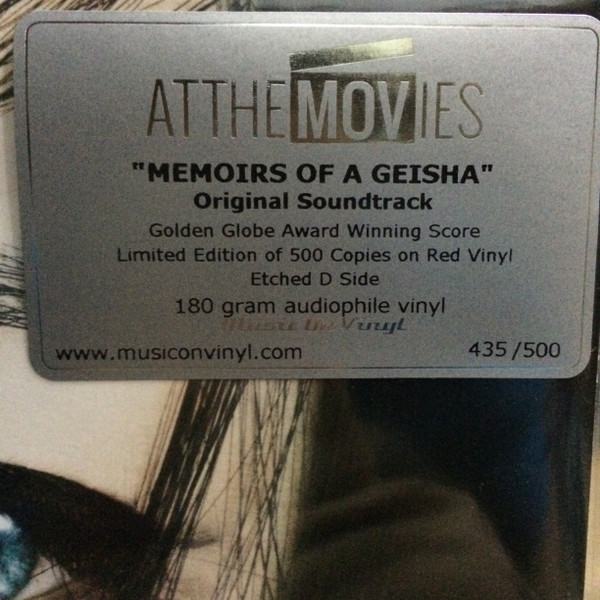 ATTHEMOVIES
"MEMOIRS OF A GEISHA"
Original Soundtrack
Golden Globe Award Winning Score
Limited Edition of 500 Copies on Red Vinyl
Etched D Side
180 gram audiophile vinyl
Music On Vinyl
www.musiconvinyl.com 435/500